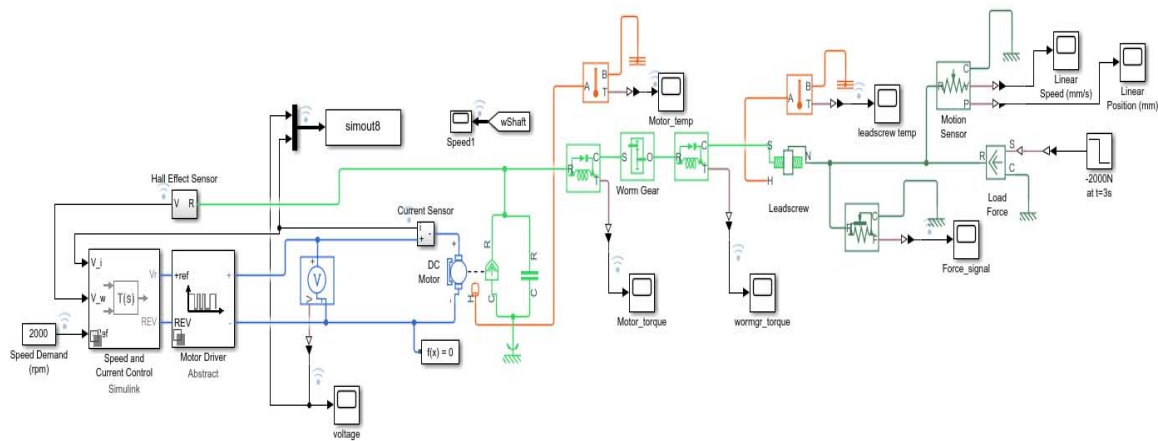 Motor_temp
leadscrew temp
Linear
Speed (mm/s)
Linear
Position (mm)
Motion
Sensor
simout8
Speed1
wShaft
Hall Effect Sensor
V R
Current Sensor
DC
Motor
Worm Gear
Leadscrew
Load
Force
-2000N
at t=3s
Force_signal
V_i
V_w
T(s)
Vr
REV
+ref
REV
2000
Speed Demand
(rpm)
Speed and
Current Control
Simulink
Motor Driver
Abstract
V
f(x) = 0
voltage
Motor_torque
wormgr_torque
A
B
T
A
B
T
S
O
R
C
T
R
C
T
S
N
H
C
V
P
R
S
C
H
R
C
R
C